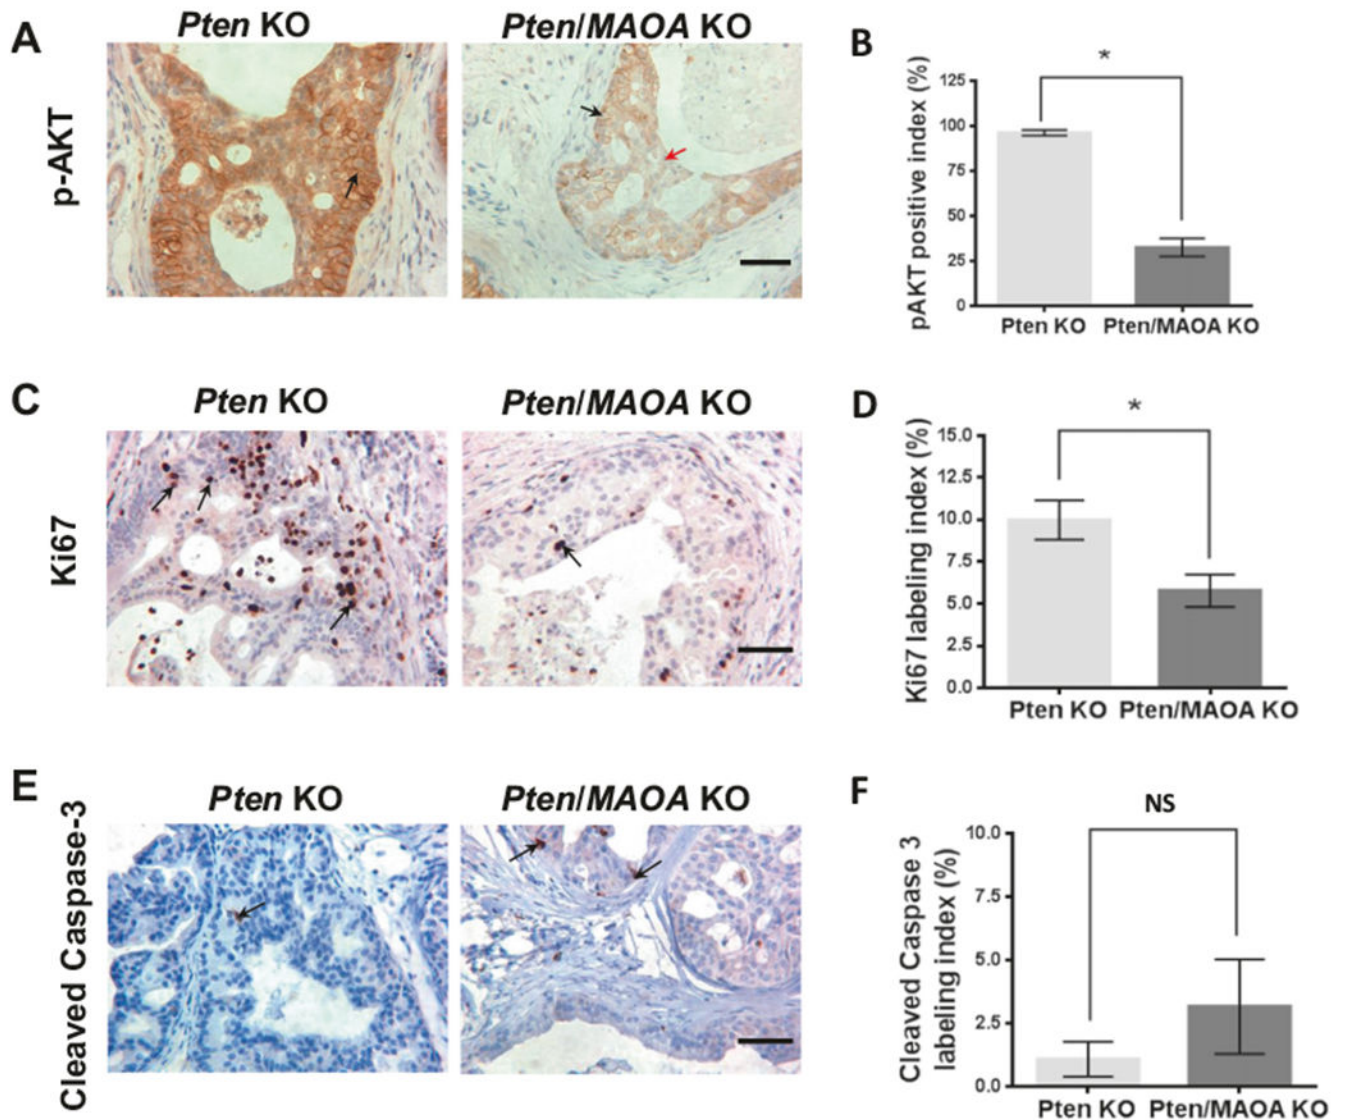 A
Pten KO
Pten/MAOA KO
p-AKT
B
*
pAKT positive index (%)
125
100
75
50
25
0
Pten KO
Pten/MAOA KO
C
Pten KO
Pten/MAOA KO
Ki67
D
*
Ki67 labeling index (%)
15.0
12.5
10.0
7.5
5.0
2.5
0.0
Pten KO
Pten/MAOA KO
E
Pten KO
Pten/MAOA KO
Cleaved Caspase-3
F
NS
Cleaved Caspase 3
labeling index (%)
10.0
7.5
5.0
2.5
0.0
Pten KO
Pten/MAOA KO